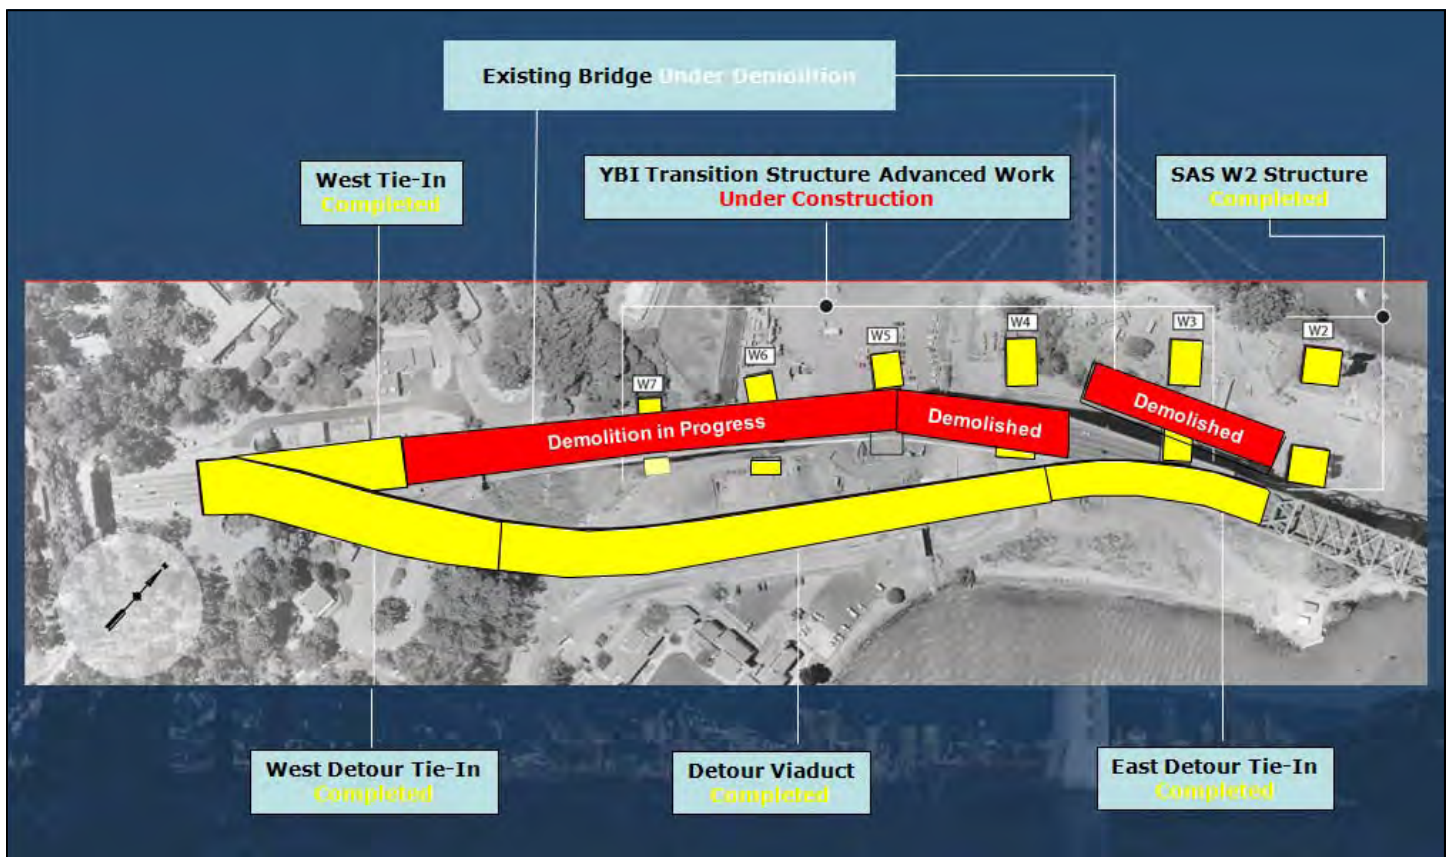 Existing Bridge Under Demolition
West Tie-In
Completed
YBI Transition Structure Advanced Work
Under Construction
SAS W2 Structure
Completed
W7
W6
W5
W4
W3
W2
Demolition in Progress
Demolished
Demolished
West Detour Tie-In
Completed
Detour Viaduct
Completed
East Detour Tie-In
Completed